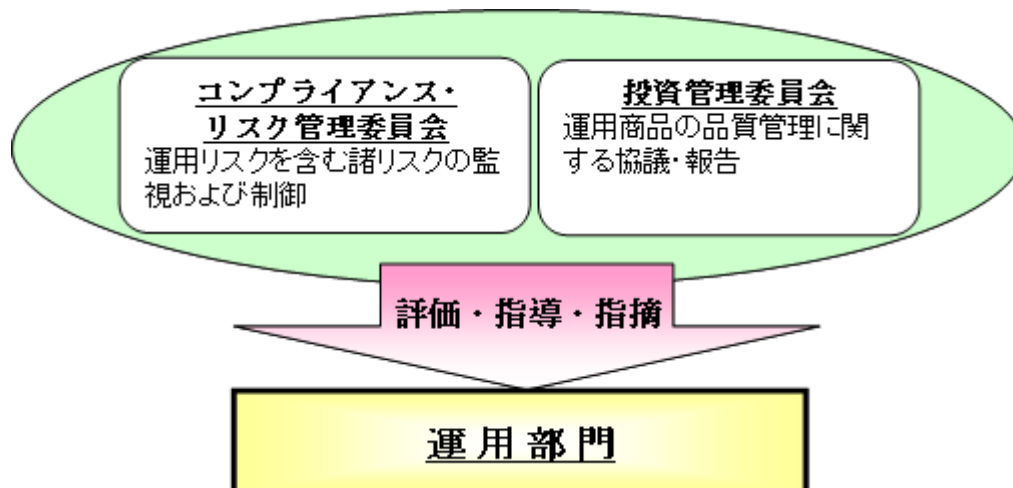 コンプライアンス・
リスク管理委員会
運用リスクを含む諸リスクの監
視および制御
投資管理委員会
運用商品の品質管理に関
する協議・報告
評価・指導・指摘
運用部門